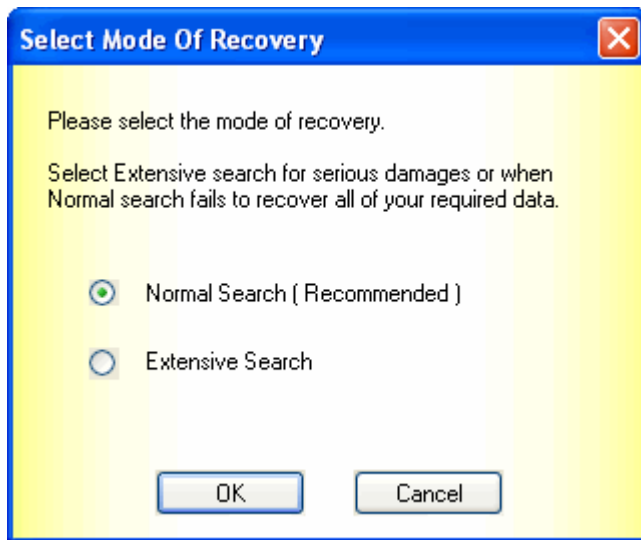 Select Mode Of Recovery
Please select the mode of recovery.
Select Extensive search for serious damages or when
Normal search fails to recover all of your required data.
Normal Search ( Recommended )
Extensive Search
OK
Cancel